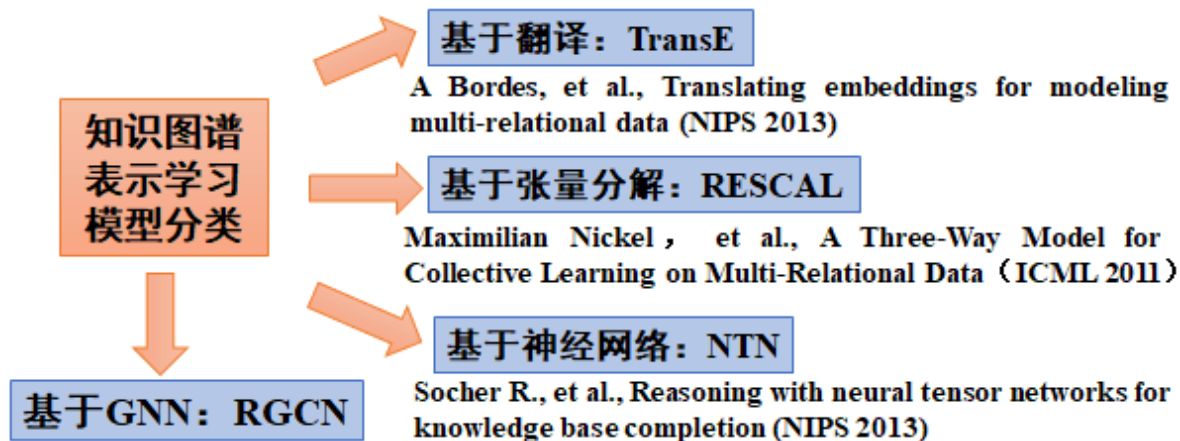 基于翻译：TransE
A Bordes, et al., Translating embeddings for modeling
multi-relational data (NIPS 2013)
知识图谱
表示学习
模型分类
基于张量分解：RESCAL
Maximilian Nickel， et al., A Three-Way Model for
Collective Learning on Multi-Relational Data（ICML 2011）
基于神经网络：NTN
Socher R., et al., Reasoning with neural tensor networks for
knowledge base completion (NIPS 2013)
基于GNN：RGCN